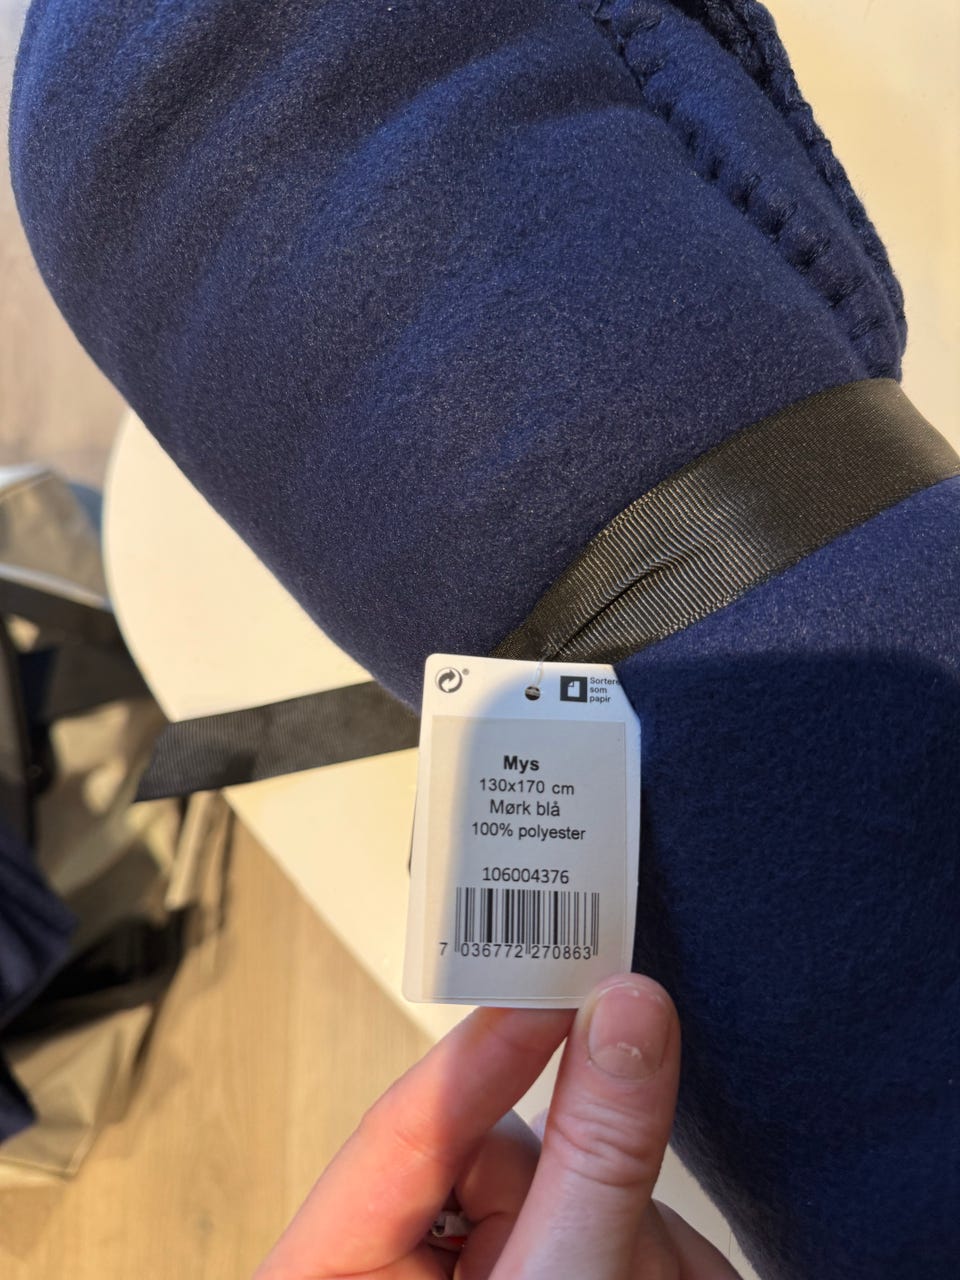 ®
Sortere
som
papir
Mys
130x170 cm
Mørk blå
100% polyester
106004376
7 036772 270863